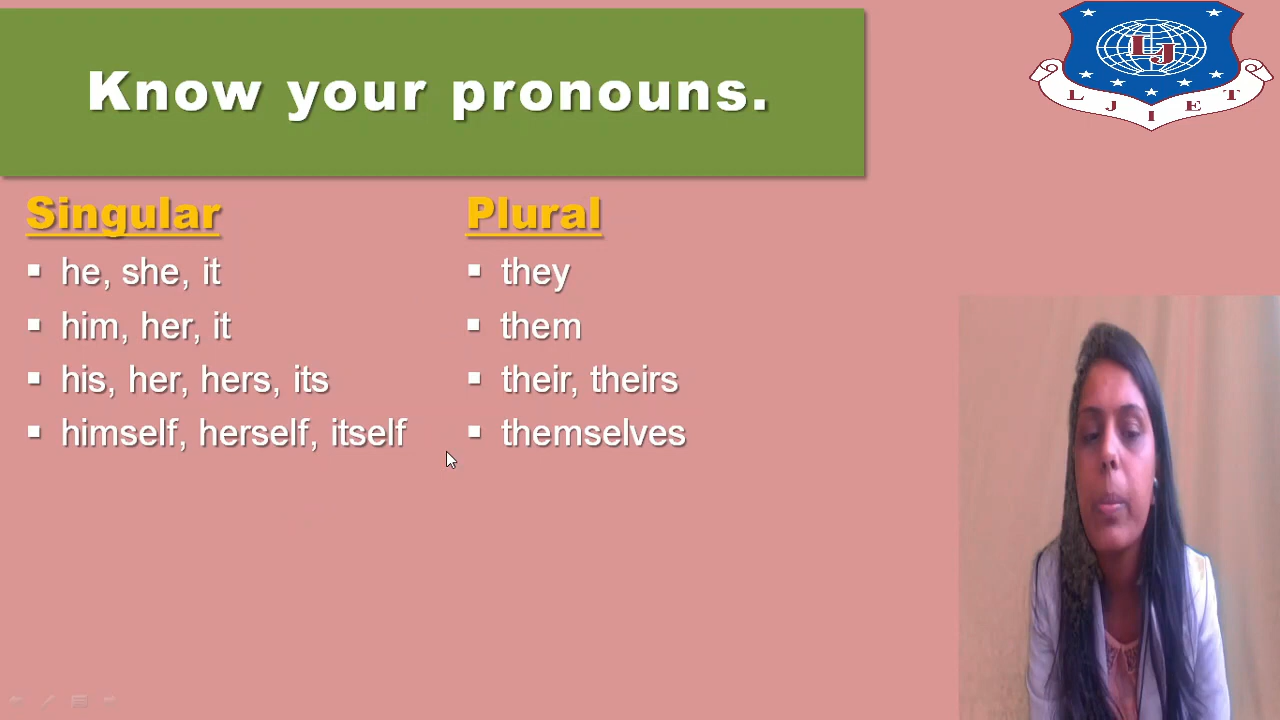 Know your pronouns.
LJ
L J I E T
Singular
he, she, it
him, her, it
his, her, hers, its
himself, herself, itself
Plural
they
them
their, theirs
themselves